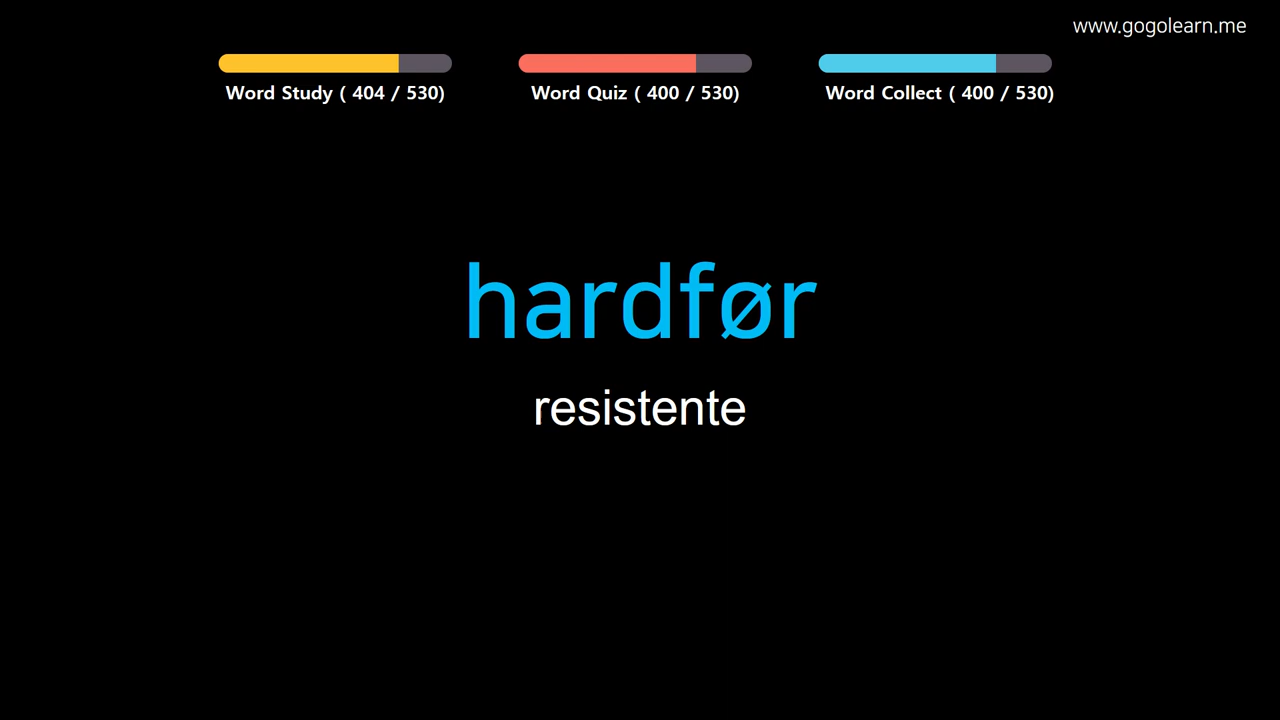 www.gogolearn.me
Word Study ( 404 / 530)
Word Quiz ( 400 / 530)
Word Collect ( 400 / 530)
hardfør
resistente